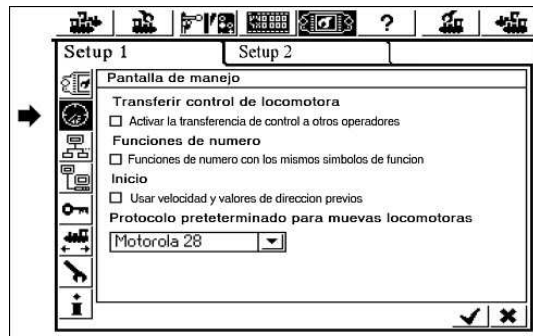 ?
Setup 1
Setup 2
Pantalla de manejo
Transferir control de locomotora
Activar la transferencia de control a otros operadores
Funciones de numero
Funciones de numero con los mismos simbolos de funcion
Inicio
Usar velocidad y valores de direccion previos
Protocolo preteterminado para muevas locomotoras
Motorola 28